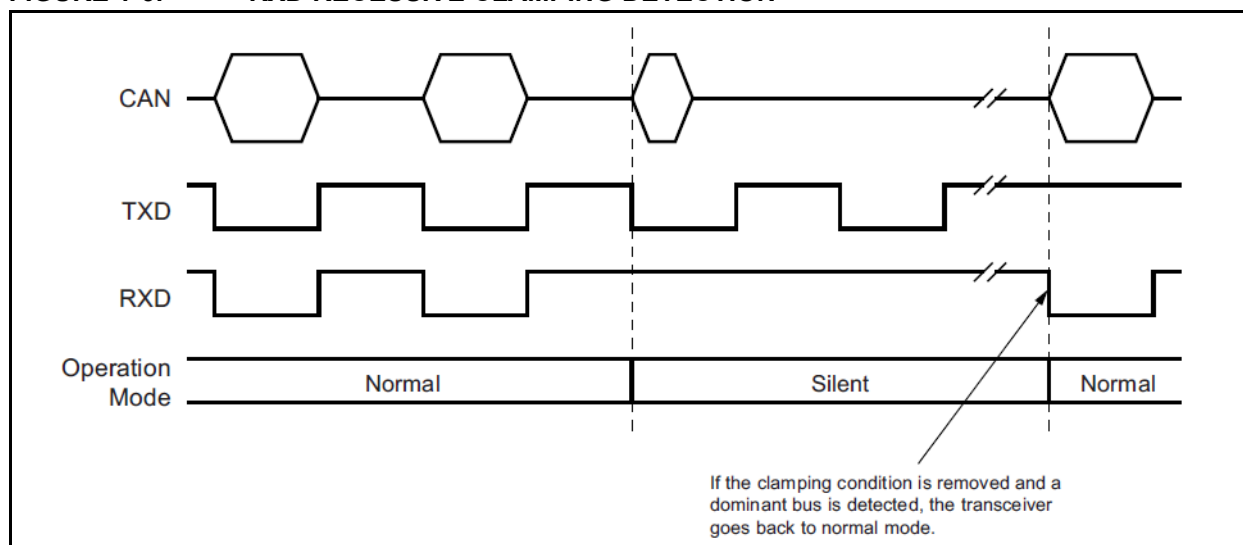 CAN
TXD
RXD
Operation
Mode
Normal
Silent
Normal
If the clamping condition is removed and a
dominant bus is detected, the transceiver
goes back to normal mode.